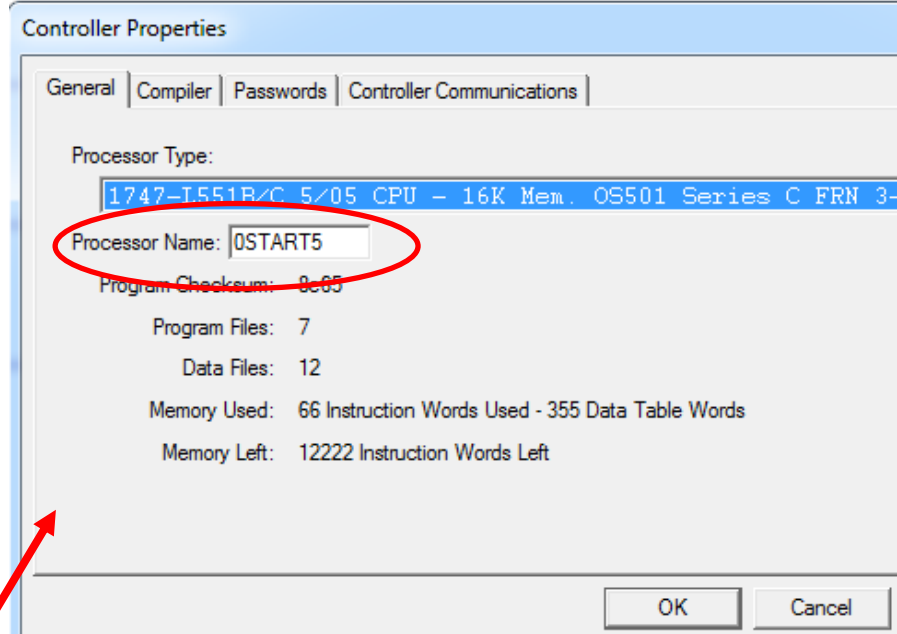 Controller Properties
General Compiler Passwords Controller Communications
Processor Type:
1747-L551B/C 5/05 CPU - 16K Mem. OS501 Series C FRN 3-
Processor Name: 0START5
Program Checksum:
Program Files: 7
Data Files: 12
Memory Used: 66 Instruction Words Used - 355 Data Table Words
Memory Left: 12222 Instruction Words Left
OK Cancel